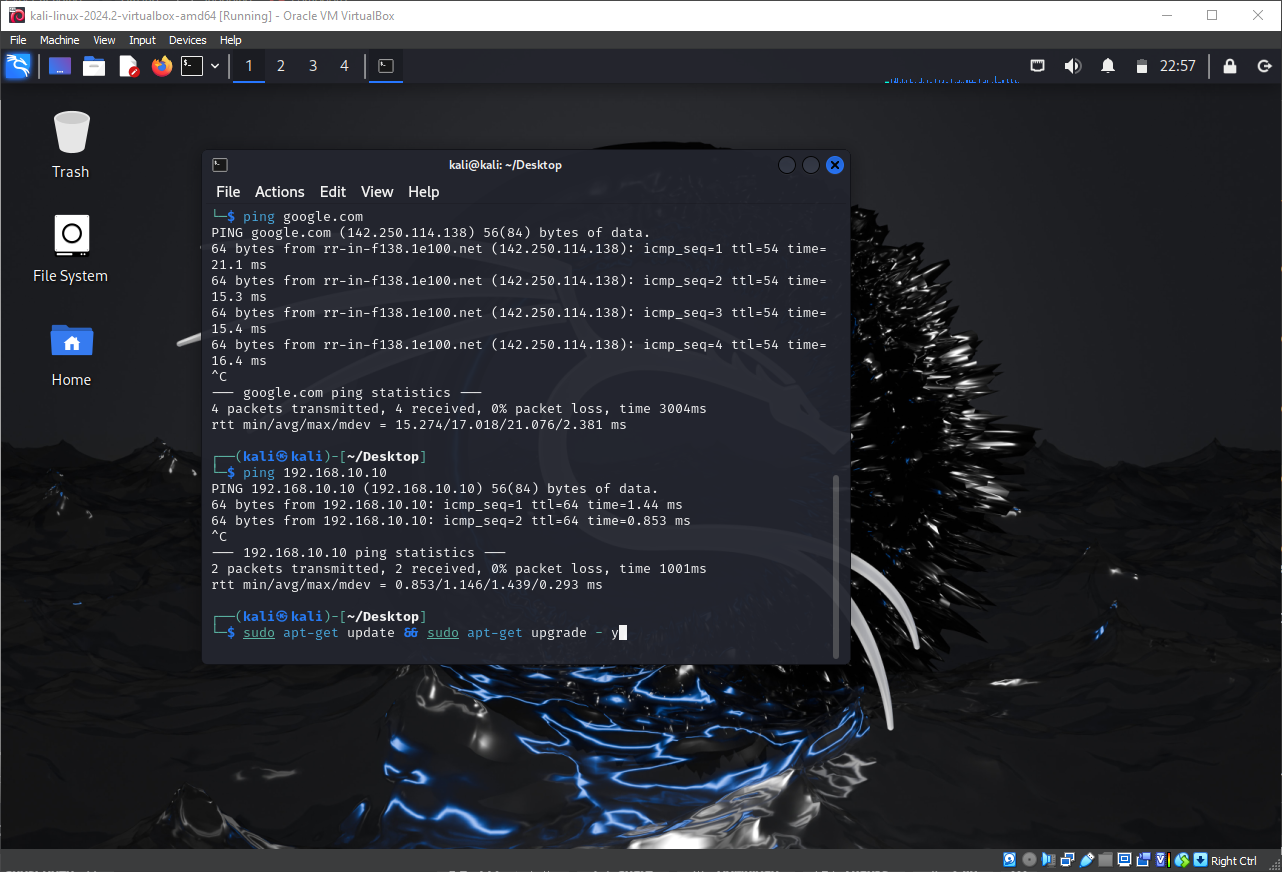 kali-linux-2024.2-virtualbox-amd64 [Running] - Oracle VM VirtualBox
File Machine View Input Devices Help
1 2 3 4 22:57
Trash
File System
Home
kali@kali: ~/Desktop
File Actions Edit View Help
└─$ ping google.com
PING google.com (142.250.114.138) 56(84) bytes of data.
64 bytes from rr-in-f138.1e100.net (142.250.114.138): icmp_seq=1 ttl=54 time=
21.1 ms
64 bytes from rr-in-f138.1e100.net (142.250.114.138): icmp_seq=2 ttl=54 time=
15.3 ms
64 bytes from rr-in-f138.1e100.net (142.250.114.138): icmp_seq=3 ttl=54 time=
15.4 ms
64 bytes from rr-in-f138.1e100.net (142.250.114.138): icmp_seq=4 ttl=54 time=
16.4 ms
^C
--- google.com ping statistics ---
4 packets transmitted, 4 received, 0% packet loss, time 3004ms
rtt min/avg/max/mdev = 15.274/17.018/21.076/2.381 ms
┌──(kali㉿kali)-[~/Desktop]
└─$ ping 192.168.10.10
PING 192.168.10.10 (192.168.10.10) 56(84) bytes of data.
64 bytes from 192.168.10.10: icmp_seq=1 ttl=64 time=1.44 ms
64 bytes from 192.168.10.10: icmp_seq=2 ttl=64 time=0.853 ms
^C
--- 192.168.10.10 ping statistics ---
2 packets transmitted, 2 received, 0% packet loss, time 1001ms
rtt min/avg/max/mdev = 0.853/1.146/1.439/0.293 ms
┌──(kali㉿kali)-[~/Desktop]
└─$ sudo apt-get update && sudo apt-get upgrade - y
Right Ctrl